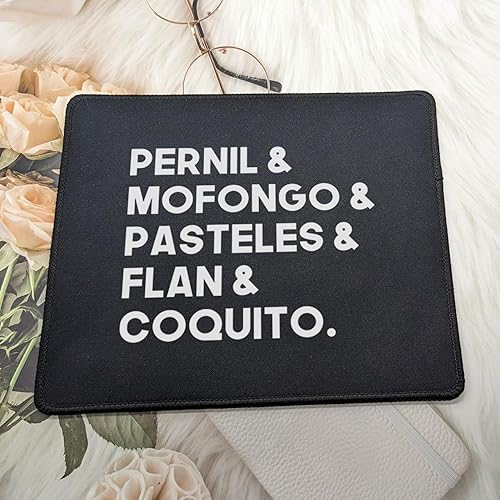 PERNIL &
MOFONGO &
PASTELES &
FLAN &
COQUITO.